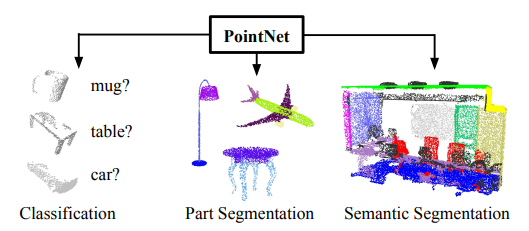 PointNet
mug?
table?
car?
Classification
Part Segmentation
Semantic Segmentation